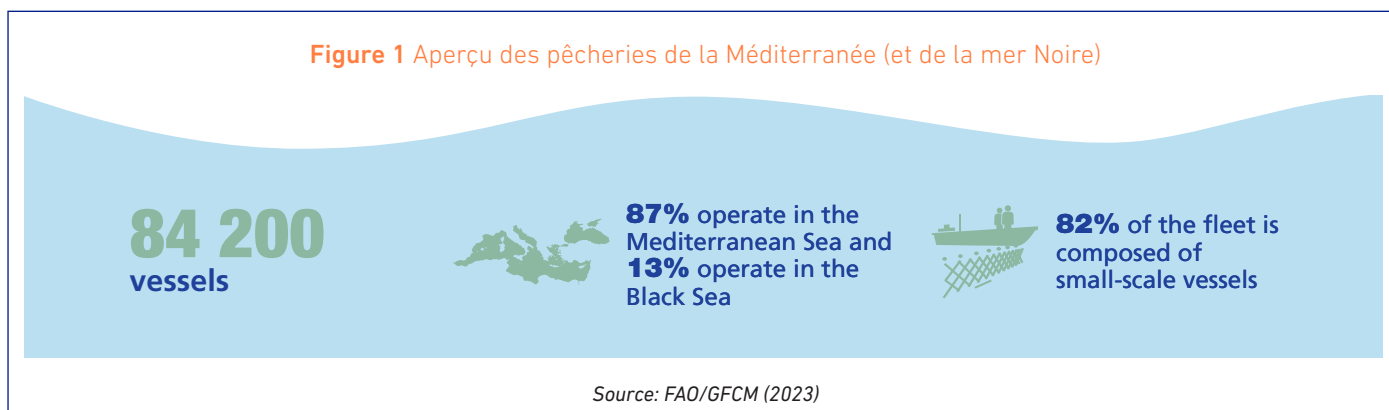 Figure 1 Aperçu des pêcheries de la Méditerranée (et de la mer Noire)
84 200
vessels
87% operate in the
Mediterranean Sea and
13% operate in the
Black Sea
82% of the fleet is
composed of
small-scale vessels
Source: FAO/GFCM (2023)